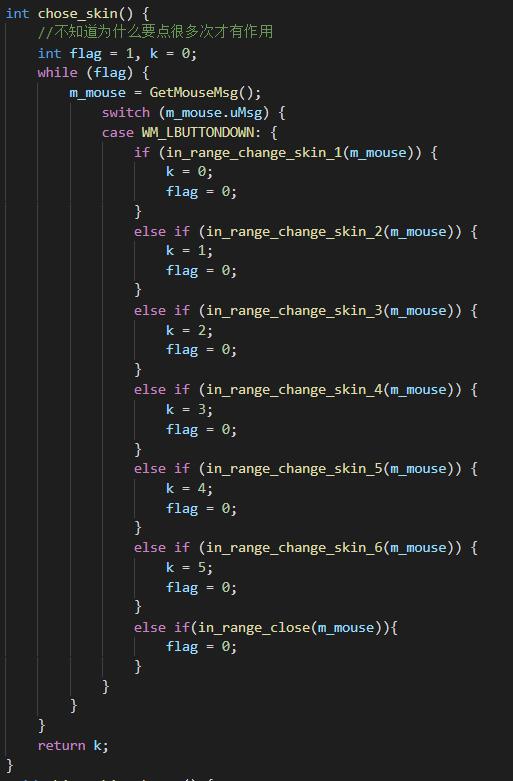 int chose_skin() {
    //不知道为什么要点很多次才有作用
    int flag = 1, k = 0;
    while (flag) {
        m_mouse = GetMouseMsg();
            switch (m_mouse.uMsg) {
            case WM_LBUTTONDOWN: {
                if (in_range_change_skin_1(m_mouse)) {
                    k = 0;
                    flag = 0;
                }
                else if (in_range_change_skin_2(m_mouse)) {
                    k = 1;
                    flag = 0;
                }
                else if (in_range_change_skin_3(m_mouse)) {
                    k = 2;
                    flag = 0;
                }
                else if (in_range_change_skin_4(m_mouse)) {
                    k = 3;
                    flag = 0;
                }
                else if (in_range_change_skin_5(m_mouse)) {
                    k = 4;
                    flag = 0;
                }
                else if (in_range_change_skin_6(m_mouse)) {
                    k = 5;
                    flag = 0;
                }
                else if(in_range_close(m_mouse)){
                    flag = 0;
                }
            }
        }
    }
    return k;
}